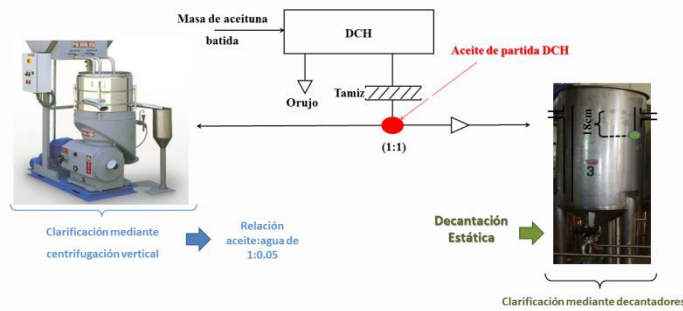 Masa de aceituna
batida
DCH
Aceite de partida DCH
Orujo
Tamiz
(1:1)
18cm
3
Clarificación mediante
centrifugación vertical
Relación
aceite:agua de
1:0.05
Decantación
Estática
Clarificación mediante decantadores